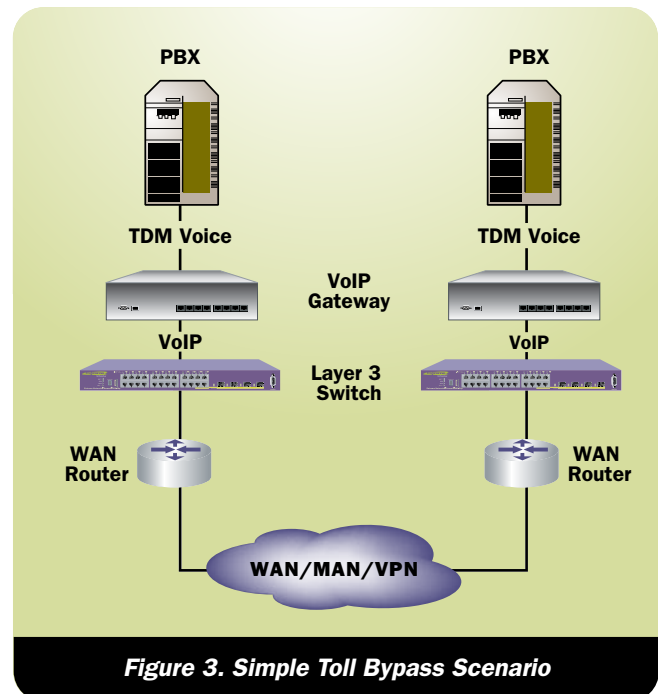 PBX
PBX
TDM Voice
TDM Voice
VoIP
Gateway
VoIP
VoIP
Layer 3
Switch
WAN
Router
WAN
Router
WAN/MAN/VPN
Figure 3. Simple Toll Bypass Scenario